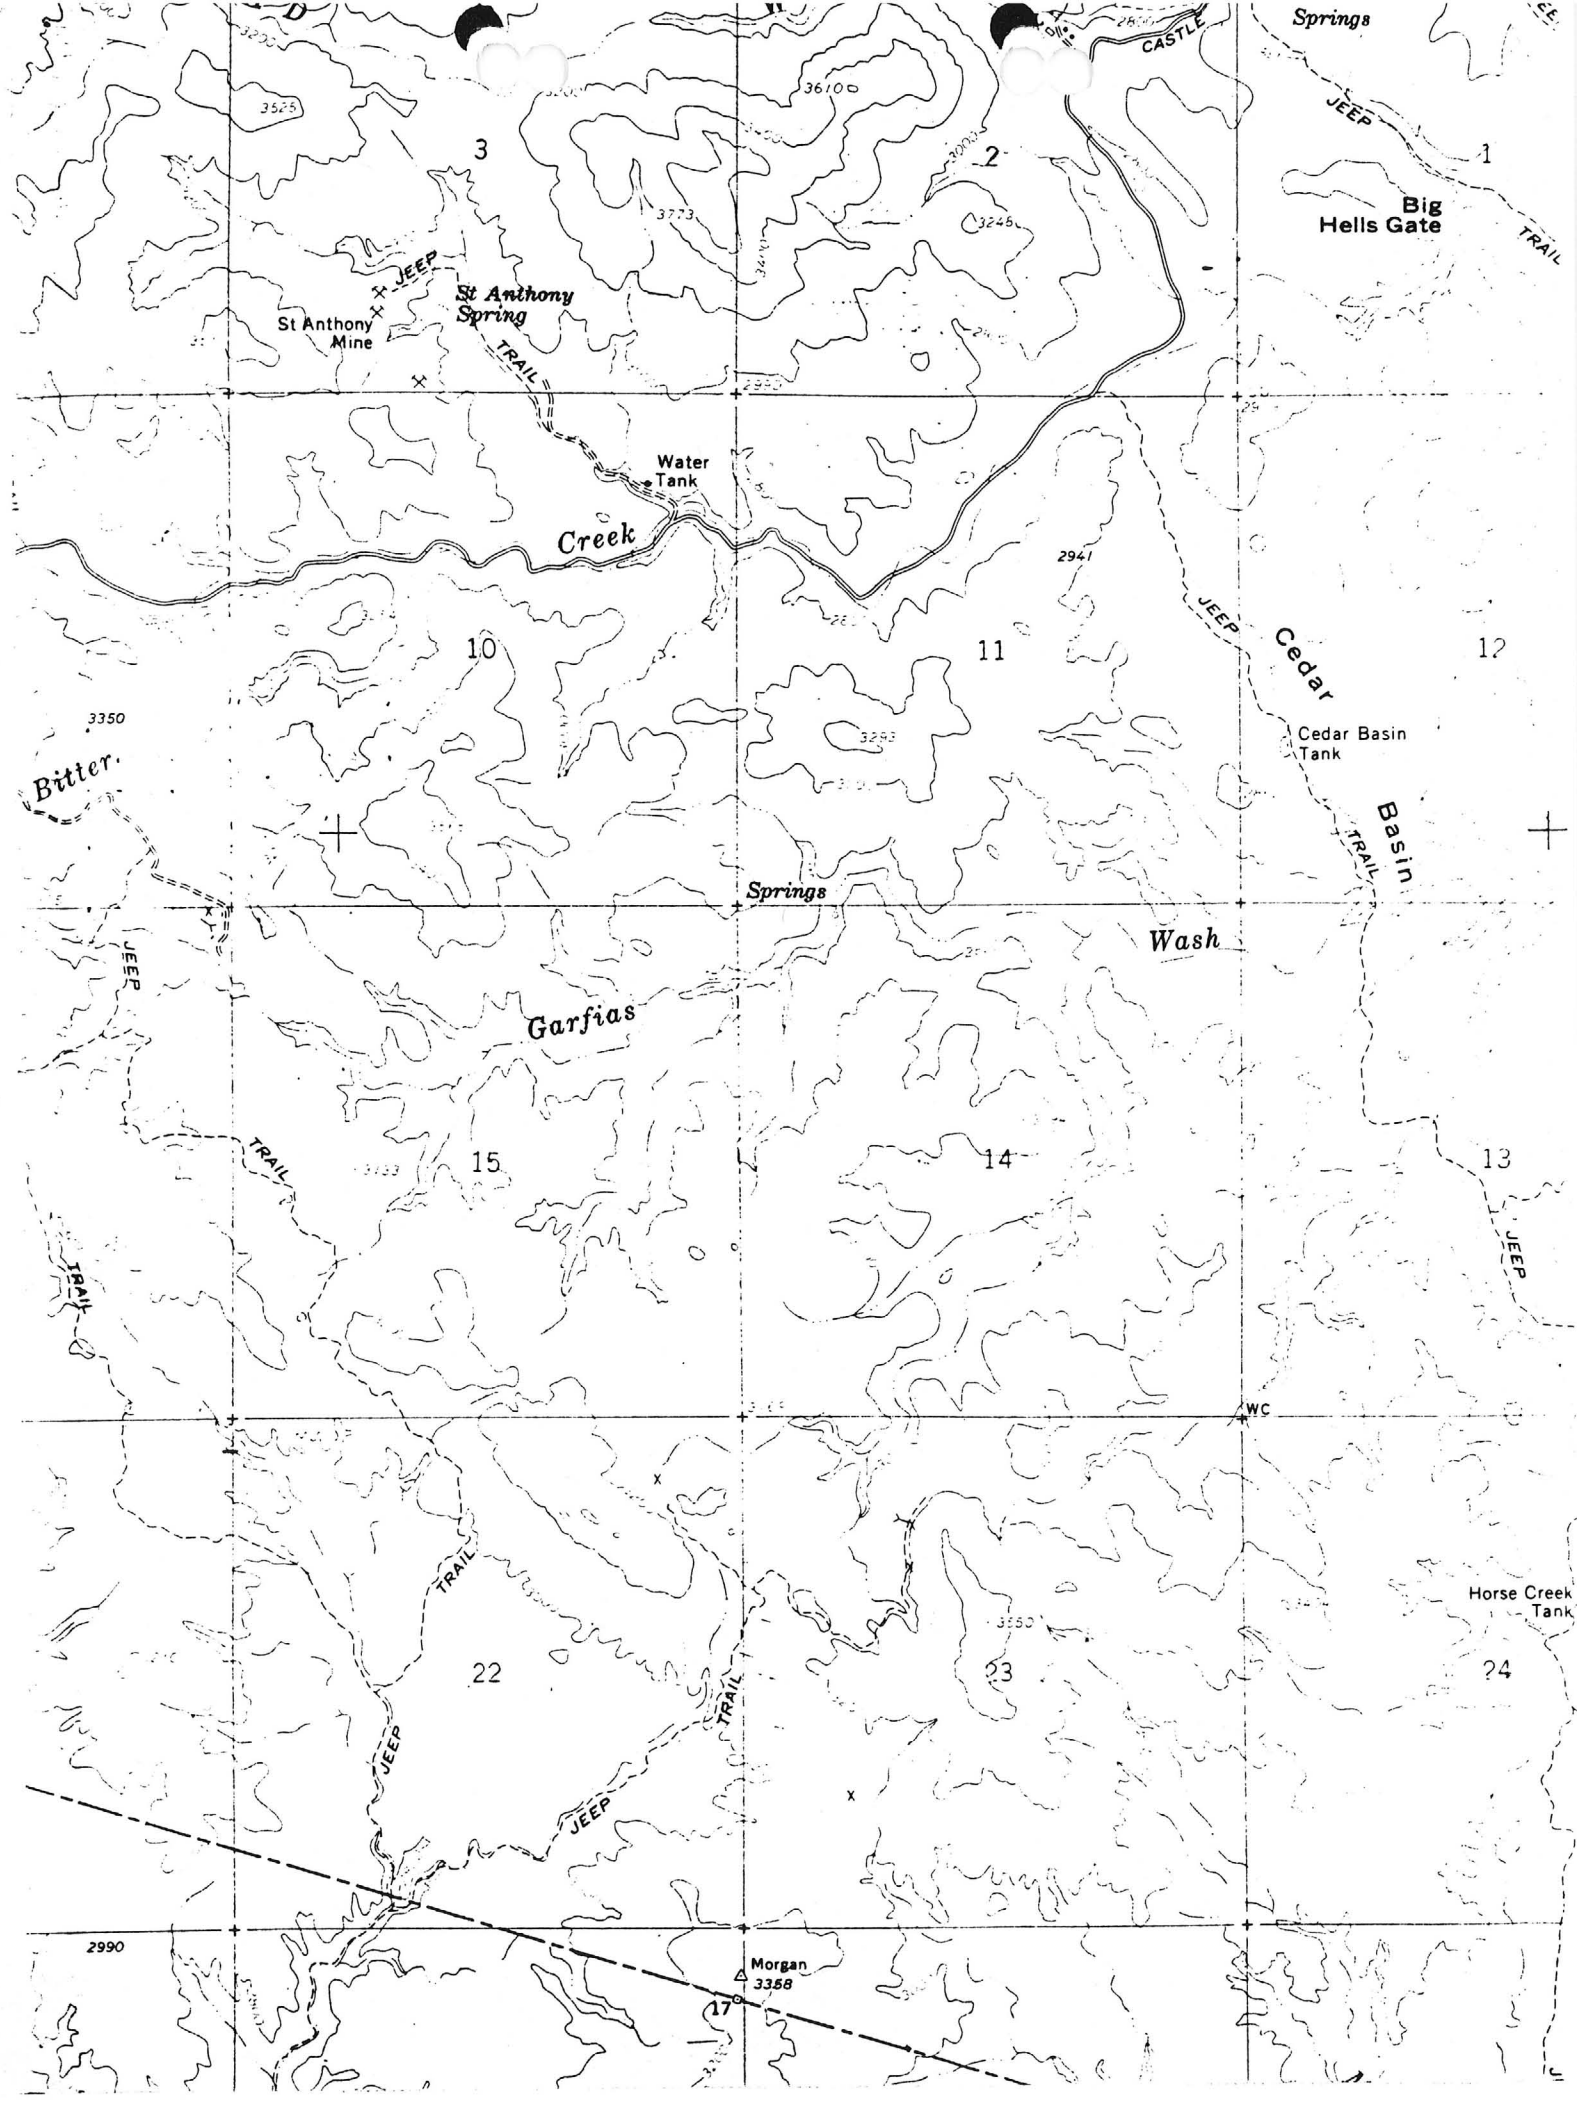 Springs
CASTLE
3610
3525
JEEP
3
2
1
Big
Hells Gate
TRAIL
3773
3245
JEEP
St Anthony
Spring
St Anthony
Mine
TRAIL
Water
Tank
Creek
2941
JEEP
Cedar
10
11
12
3350
3293
Cedar Basin
Tank
Bitter
Basin
TRAIL
Springs
Wash
JEEP
Garfias
TRAIL
15
14
13
JEEP
TRAIL
WC
X
TRAIL
Horse Creek
Tank
3550
22
23
24
TRAIL
JEEP
X
JEEP
2990
Morgan
3358
17